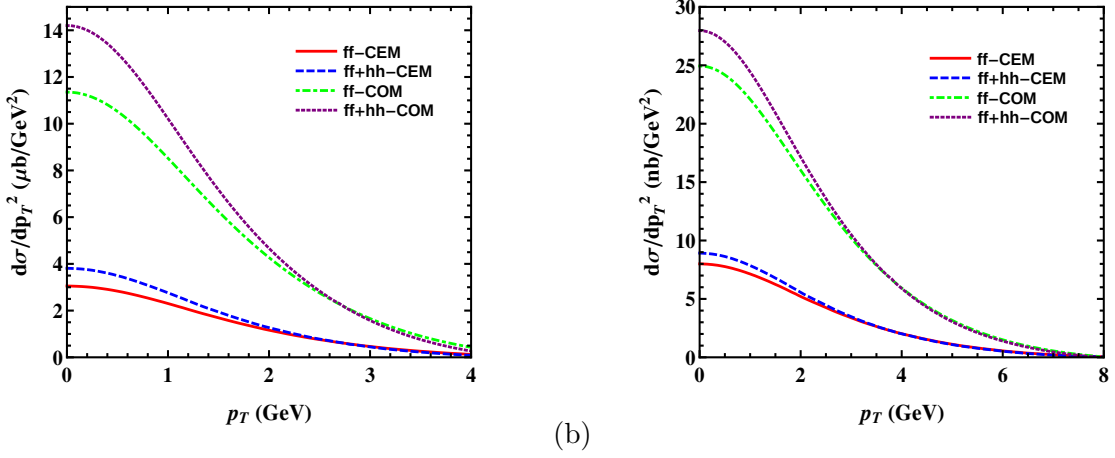 dσ/dp_T^2 (μb/GeV^2)
14
12
10
8
6
4
2
0
ff–CEM
ff+hh–CEM
ff–COM
ff+hh–COM
0 1 2 3 4
p_T (GeV)
(b)
dσ/dp_T^2 (nb/GeV^2)
30
25
20
15
10
5
0
ff–CEM
ff+hh–CEM
ff–COM
ff+hh–COM
0 2 4 6 8
p_T (GeV)